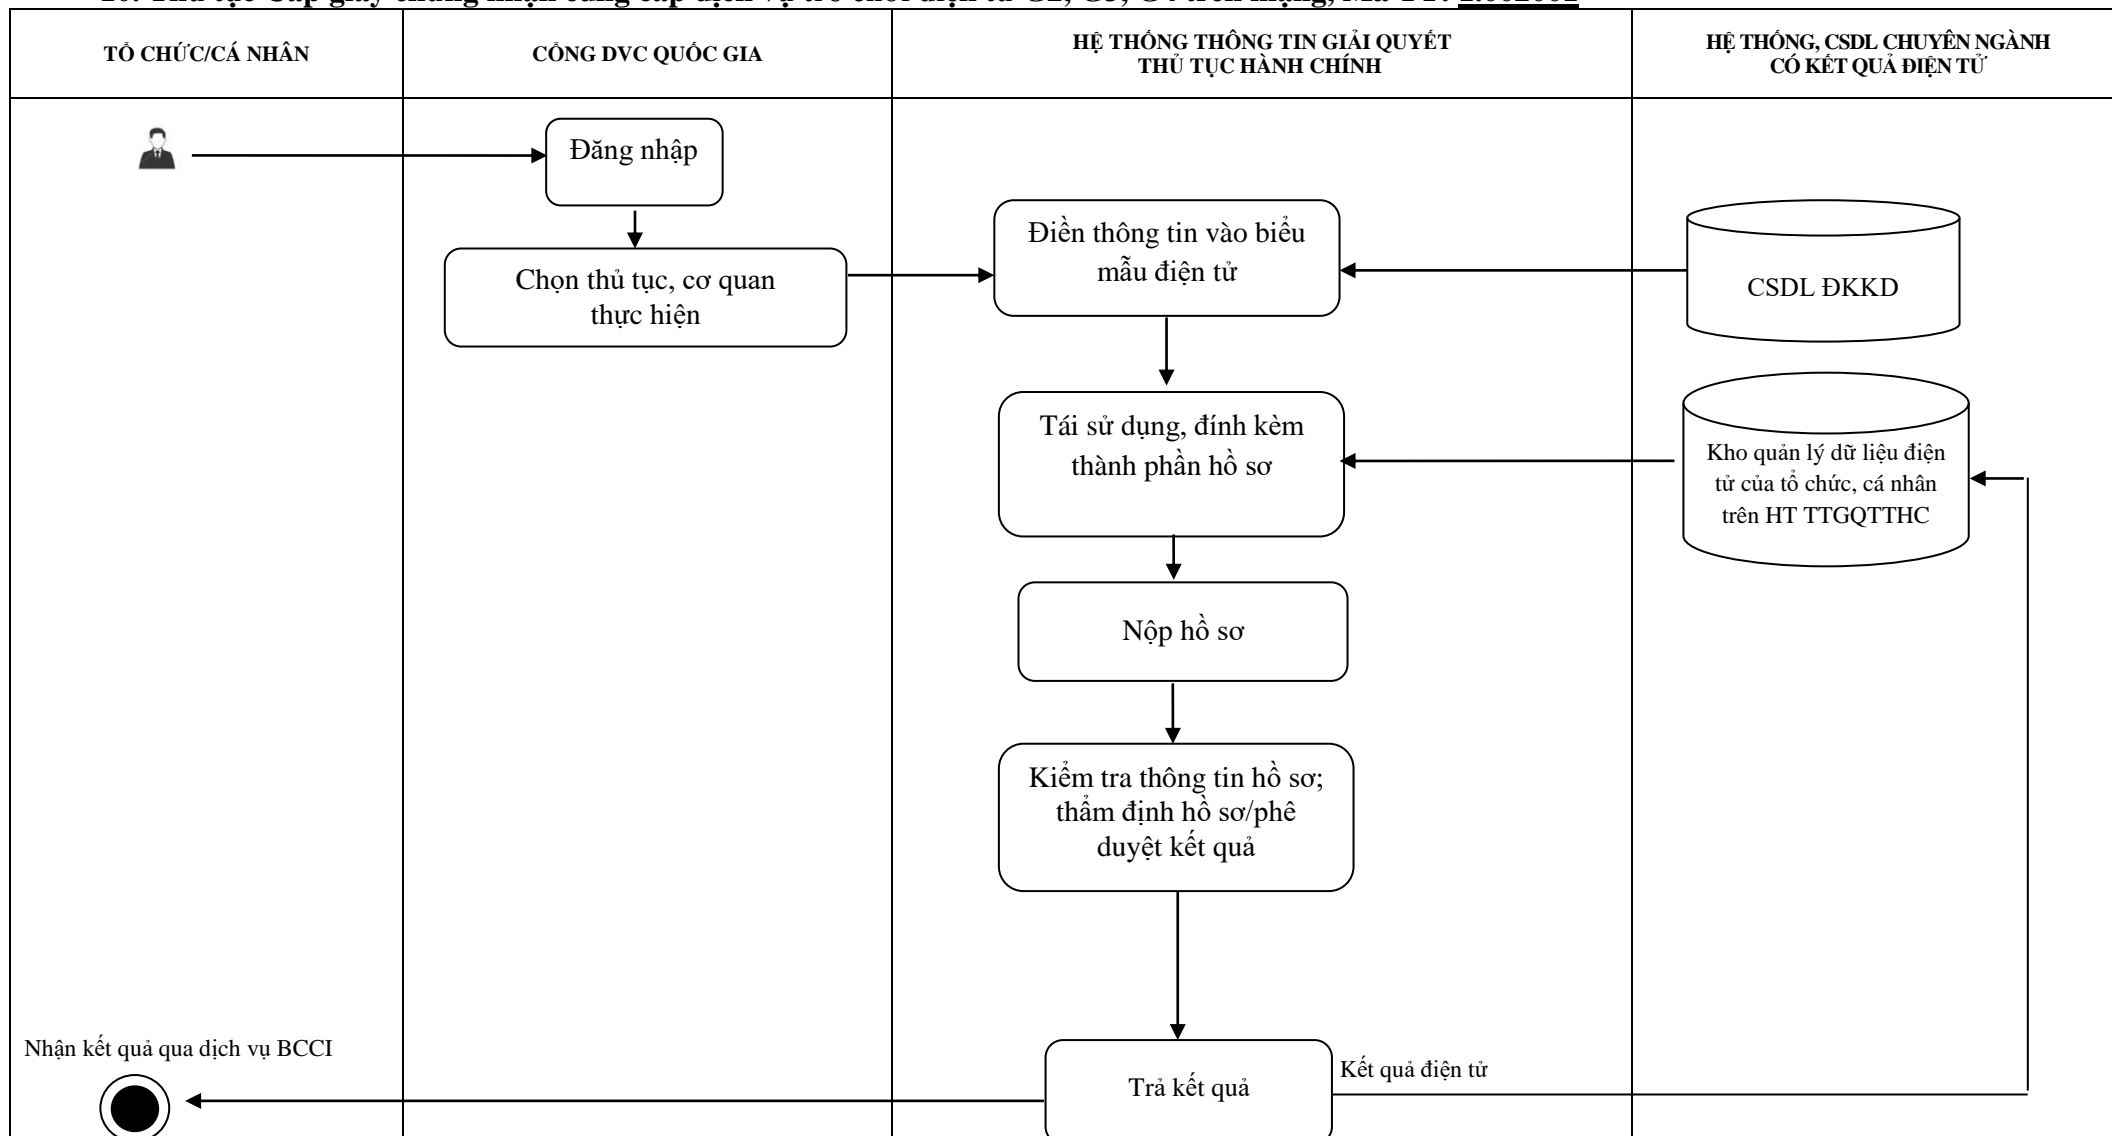 TỔ CHỨC/CÁ NHÂN
CỔNG DVC QUỐC GIA
HỆ THỐNG THÔNG TIN GIẢI QUYẾT
THỦ TỤC HÀNH CHÍNH
HỆ THỐNG, CSDL CHUYÊN NGÀNH
CÓ KẾT QUẢ ĐIỆN TỬ
Đăng nhập
Chọn thủ tục, cơ quan
thực hiện
Điền thông tin vào biểu
mẫu điện tử
CSDL ĐKKD
Tái sử dụng, đính kèm
thành phần hồ sơ
Kho quản lý dữ liệu điện
tử của tổ chức, cá nhân
trên HT TTGQTTHC
Nộp hồ sơ
Kiểm tra thông tin hồ sơ;
thẩm định hồ sơ/phê
duyệt kết quả
Nhận kết quả qua dịch vụ BCCI
Trả kết quả
Kết quả điện tử